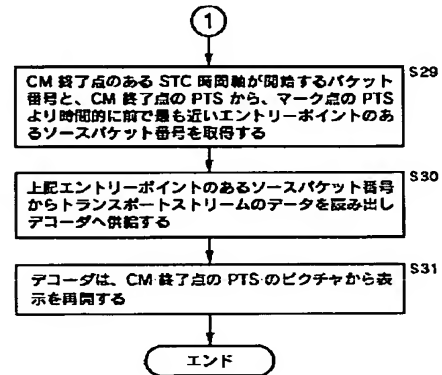 1
S29
CM 終了点のある STC 時間軸が開始するパケット
番号と、CM 終了点の PTS から、マーク点の PTS
より時間的に前で最も近いエントリーポイントのあ
るソースパケット番号を取得する
S30
上記エントリーポイントのあるソースパケット番号
からトランスポートストリームのデータを読み出し
デコーダへ供給する
S31
デコーダは、CM 終了点の PTS のピクチャから表
示を再開する
エンド